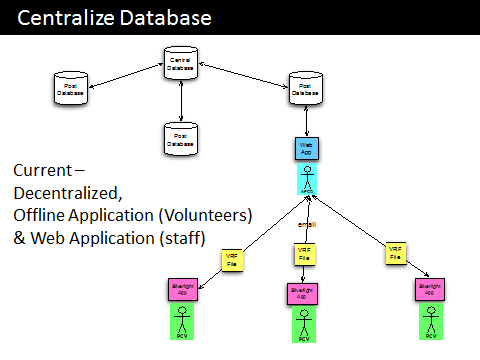 Centralize Database
Central
Database
Post
Database
Post
Database
Post
Database
Web
App
APCD
Current –
Decentralized,
Offline Application (Volunteers)
& Web Application (staff)
email
VRF
File
VRF
File
VRF
File
Silverlight
App
Silverlight
App
Silverlight
App
PCV
PCV
PCV